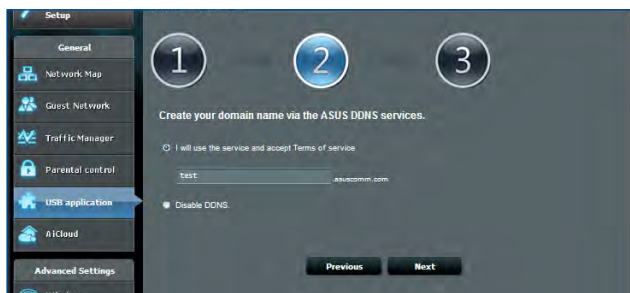 Setup
General
Network Map
Guest Network
Traffic Manager
Parental control
USB application
AiCloud
Advanced Settings
1
2
3
Create your domain name via the ASUS DDNS services.
I will use the service and accept Terms of service
test
.asuscomm.com
Disable DDNS.
Previous
Next